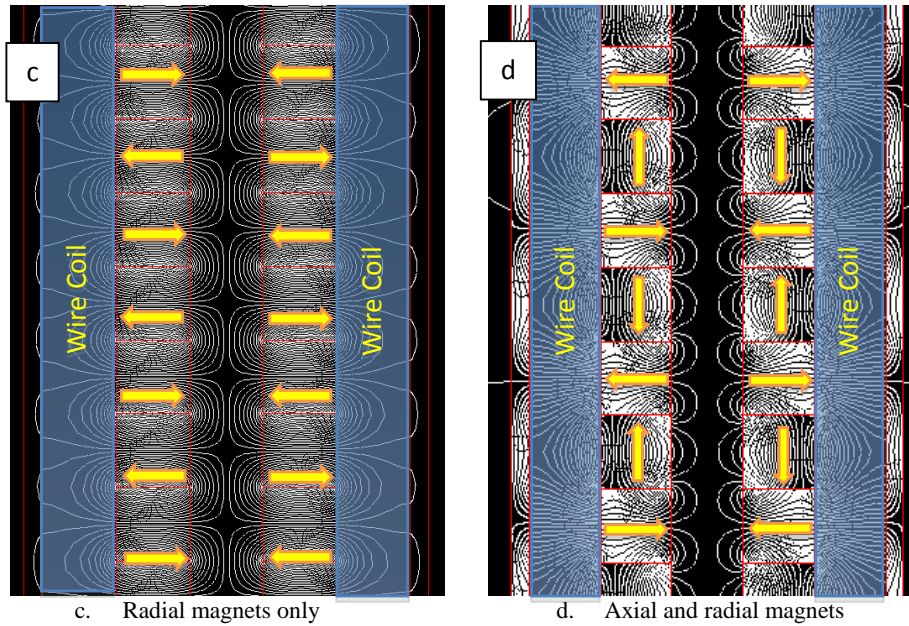 c
Wire Coil
Wire Coil
d
Wire Coil
Wire Coil
c. Radial magnets only
d. Axial and radial magnets